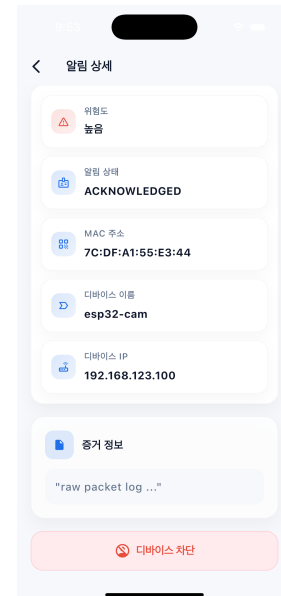 알림 상세
위험도
높음
알림 상태
ACKNOWLEDGED
MAC 주소
7C:DF:A1:55:E3:44
디바이스 이름
esp32-cam
디바이스 IP
192.168.123.100
증거 정보
"raw packet log ..."
디바이스 차단